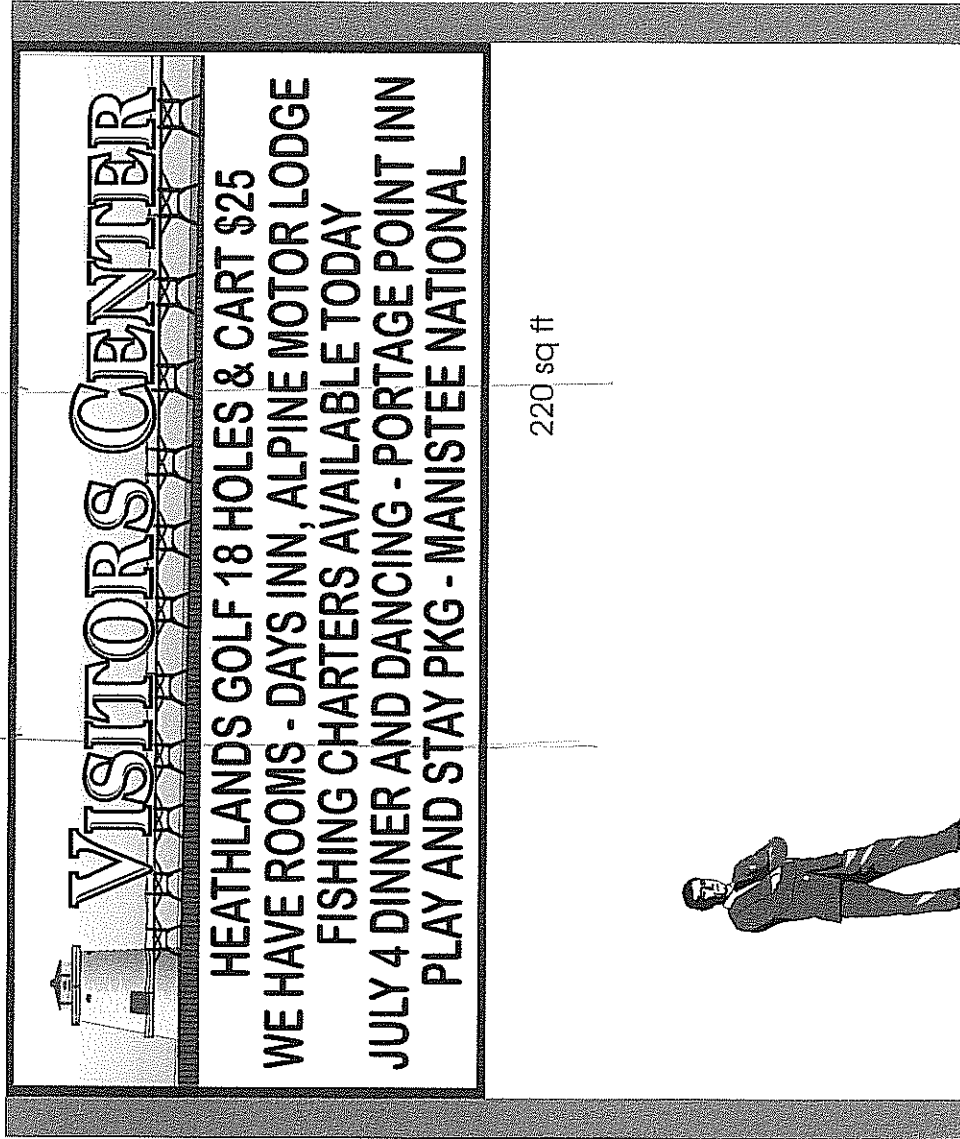 VISITORS CENTER
HEATHLANDS GOLF 18 HOLES & CART $25
WE HAVE ROOMS - DAYS INN, ALPINE MOTOR LODGE
FISHING CHARTERS AVAILABLE TODAY
JULY 4 DINNER AND DANCING - PORTAGE POINT INN
PLAY AND STAY PKG - MANISTEE NATIONAL
220 sq ft